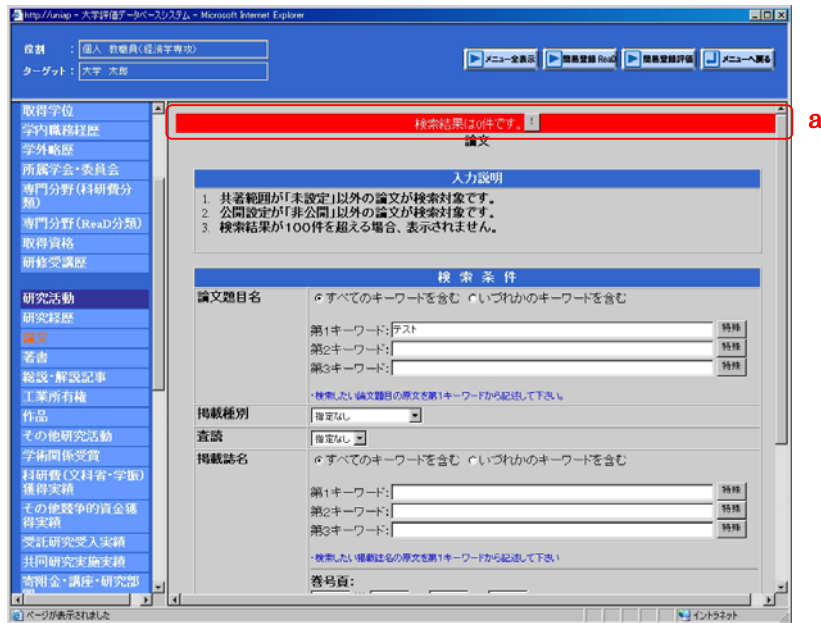 http://uniap - 大学評価データベースシステム - Microsoft Internet Explorer
役割 : 個人 教職員(経済学専攻)
ターゲット : 大学 太郎
メニュー全表示
簡易登録 ReaD
簡易登録評価
メニューへ戻る
取得学位
学内職務経歴
学外略歴
所属学会・委員会
専門分野(科研費分
類)
専門分野(ReaD分類)
取得資格
研修受講歴
研究活動
研究経歴
論文
著書
総説・解説記事
工業所有権
作品
その他研究活動
学術関係受賞
科研費(文科省・学振)
獲得実績
その他競争的資金獲
得実績
受託研究受入実績
共同研究実施実績
寄附金・講座・研究部
検索結果は0件です。 !
a
論文
入力説明
1. 共著範囲が「未設定」以外の論文が検索対象です。
2. 公開設定が「非公開」以外の論文が検索対象です。
3. 検索結果が100件を超える場合、表示されません。
検 索 条 件
論文題目名 すべてのキーワードを含む いづれかのキーワードを含む
第1キーワード: テスト 特殊
第2キーワード: 特殊
第3キーワード: 特殊
・検索したい論文題目の原文を第1キーワードから記述して下さい。
掲載種別 指定なし
査読 指定なし
掲載誌名 すべてのキーワードを含む いづれかのキーワードを含む
第1キーワード: 特殊
第2キーワード: 特殊
第3キーワード: 特殊
・検索したい掲載誌名の原文を第1キーワードから記述して下さい
巻号頁:
ページが表示されました
イントラネット